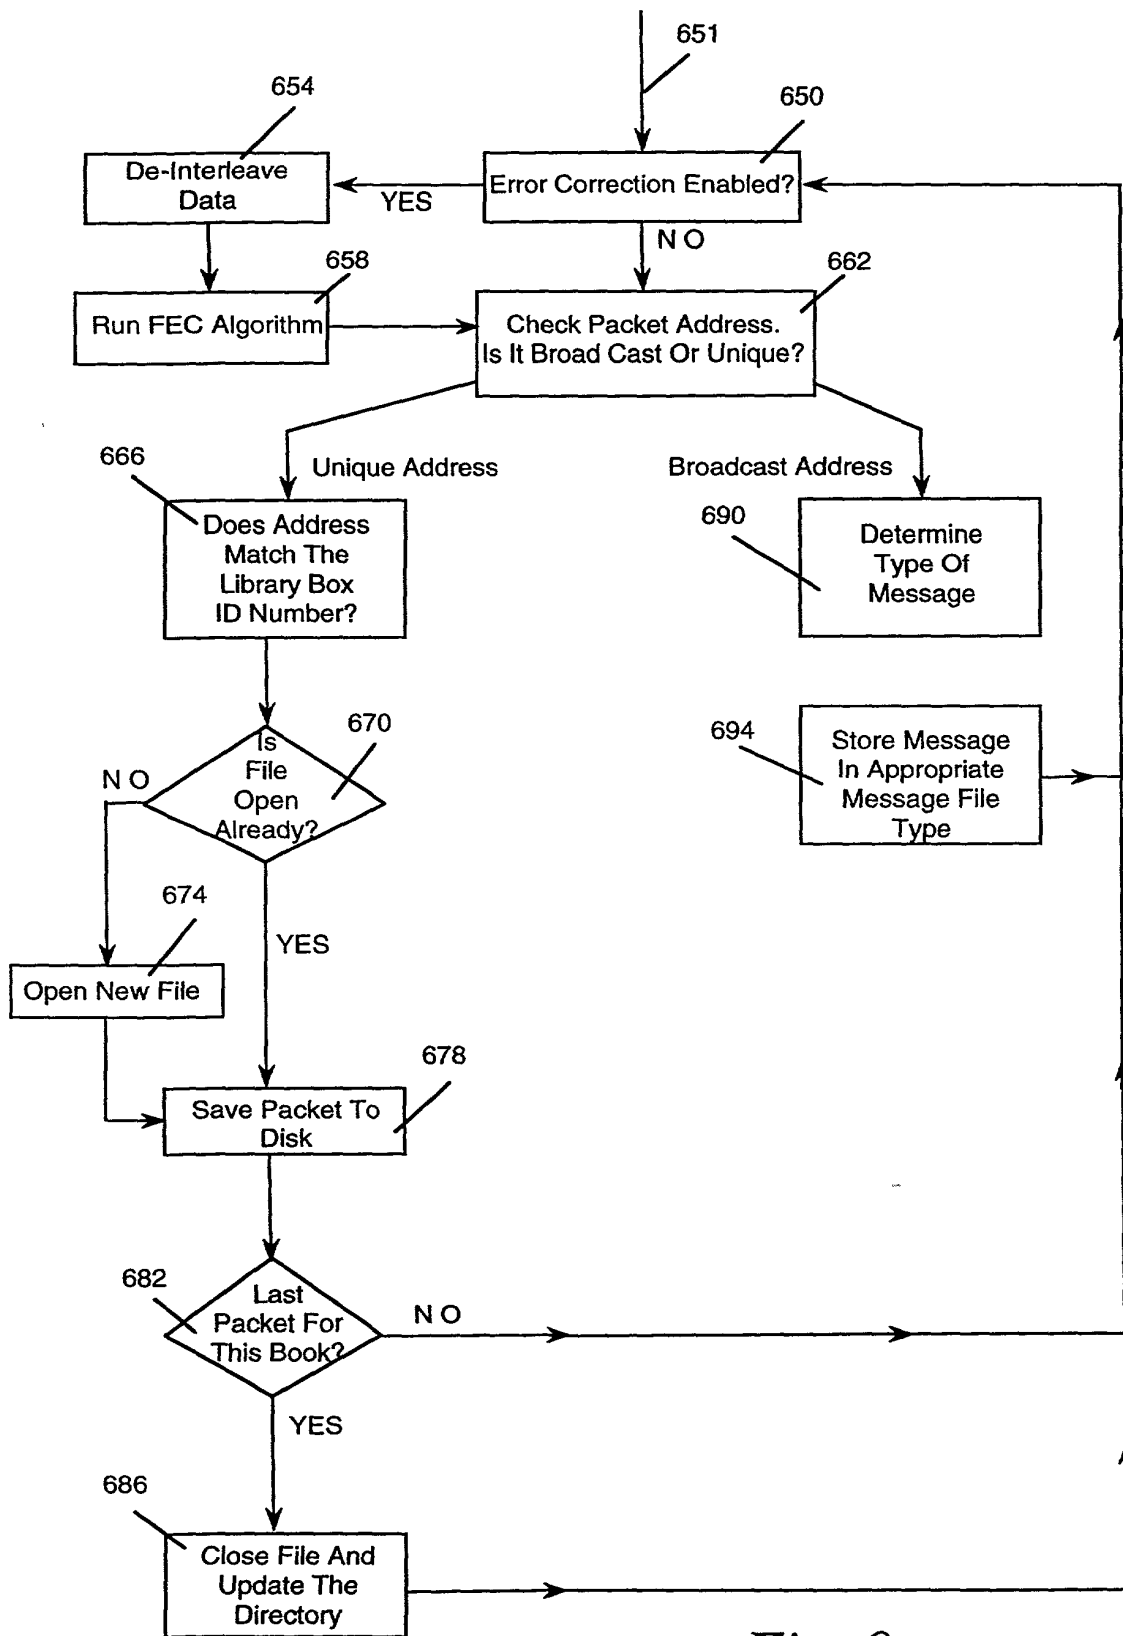 651
654
650
De-Interleave
Data
YES
Error Correction Enabled?
N O
658
662
Run FEC Algorithm
Check Packet Address.
Is It Broad Cast Or Unique?
666
Unique Address
Broadcast Address
Does Address
Match The
Library Box
ID Number?
690
Determine
Type Of
Message
670
Is
File
Open
Already?
N O
694
Store Message
In Appropriate
Message File
Type
674
YES
Open New File
678
Save Packet To
Disk
682
Last
Packet For
This Book?
N O
YES
686
Close File And
Update The
Directory